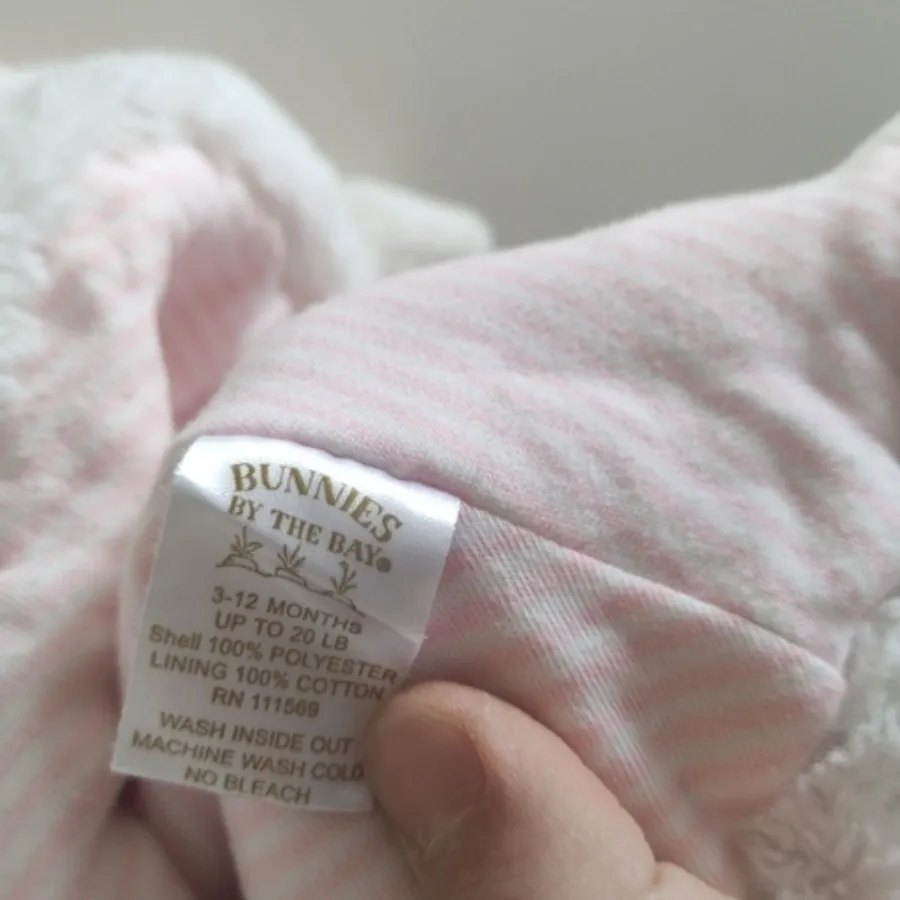 BUNNIES
BY THE BAY®
3-12 MONTHS
UP TO 20 LB
Shell 100% POLYESTER
LINING 100% COTTON
RN 111569
WASH INSIDE OUT
MACHINE WASH COLD
NO BLEACH